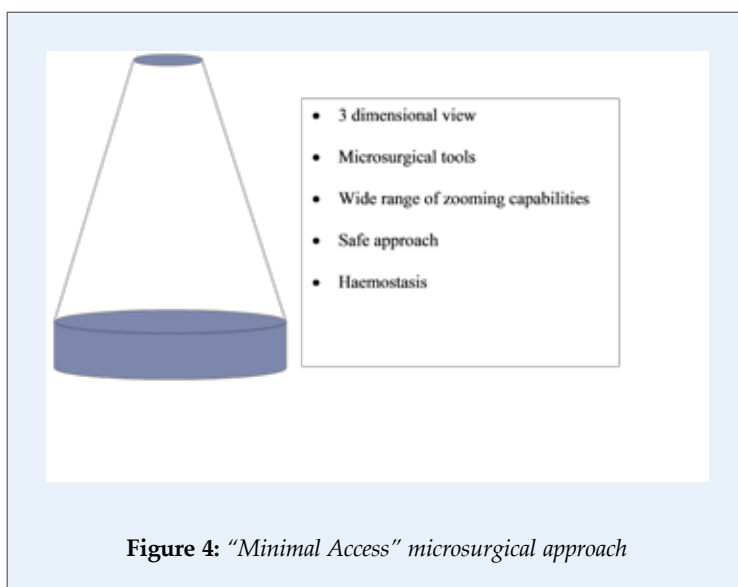 • 3 dimensional view
• Microsurgical tools
• Wide range of zooming capabilities
• Safe approach
• Haemostasis
Figure 4: “Minimal Access” microsurgical approach